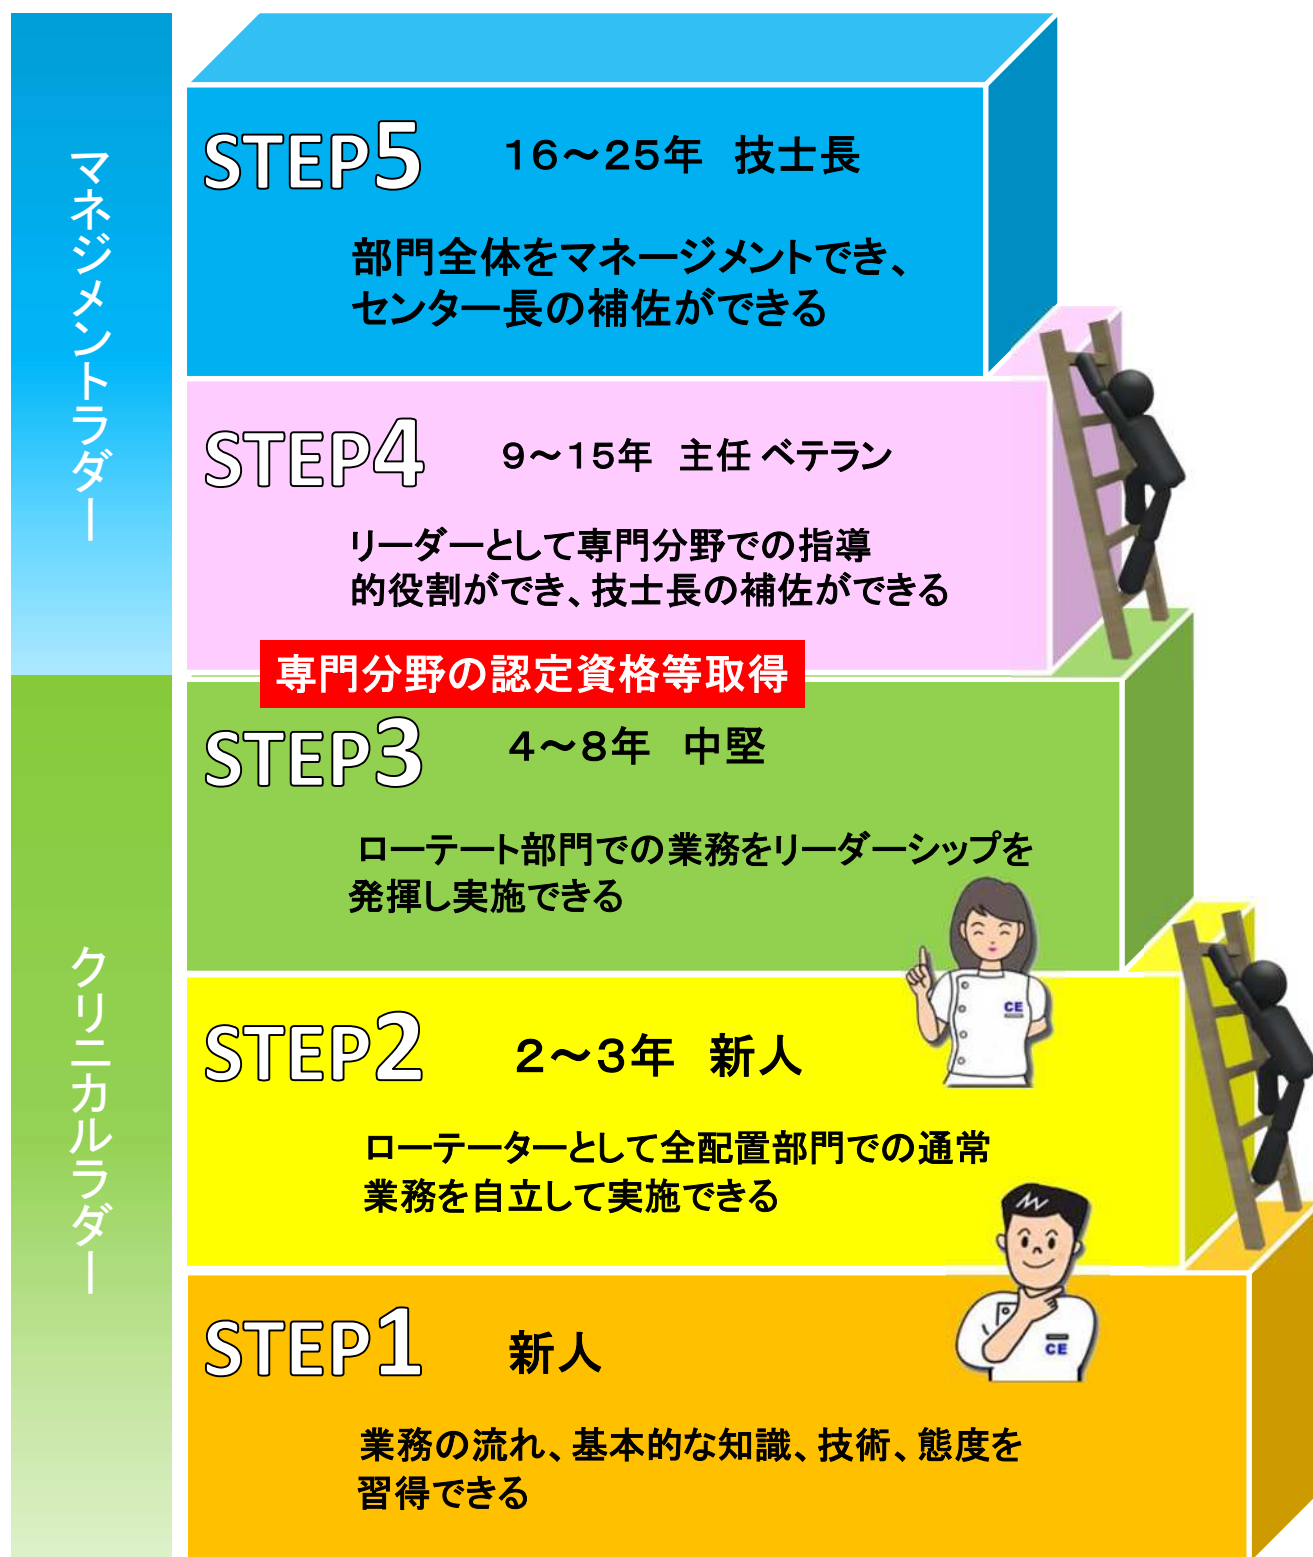 マネジメントラダー
STEP5
16～25年　技士長
部門全体をマネージメントでき、
センター長の補佐ができる
STEP4
9～15年　主任 ベテラン
リーダーとして専門分野での指導
的役割ができ、技士長の補佐ができる
専門分野の認定資格等取得
クリニカルラダー
STEP3
4～8年　中堅
ローテート部門での業務をリーダーシップを
発揮し実施できる
CE
STEP2
2～3年　新人
ローテーターとして全配置部門での通常
業務を自立して実施できる
STEP1
新人
CE
業務の流れ、基本的な知識、技術、態度を
習得できる